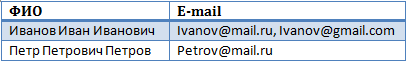 ФИО E-mail
Иванов Иван Иванович Ivanov@mail.ru, Ivanov@gmail.com
Петр Петрович Петров Petrov@mail.ru